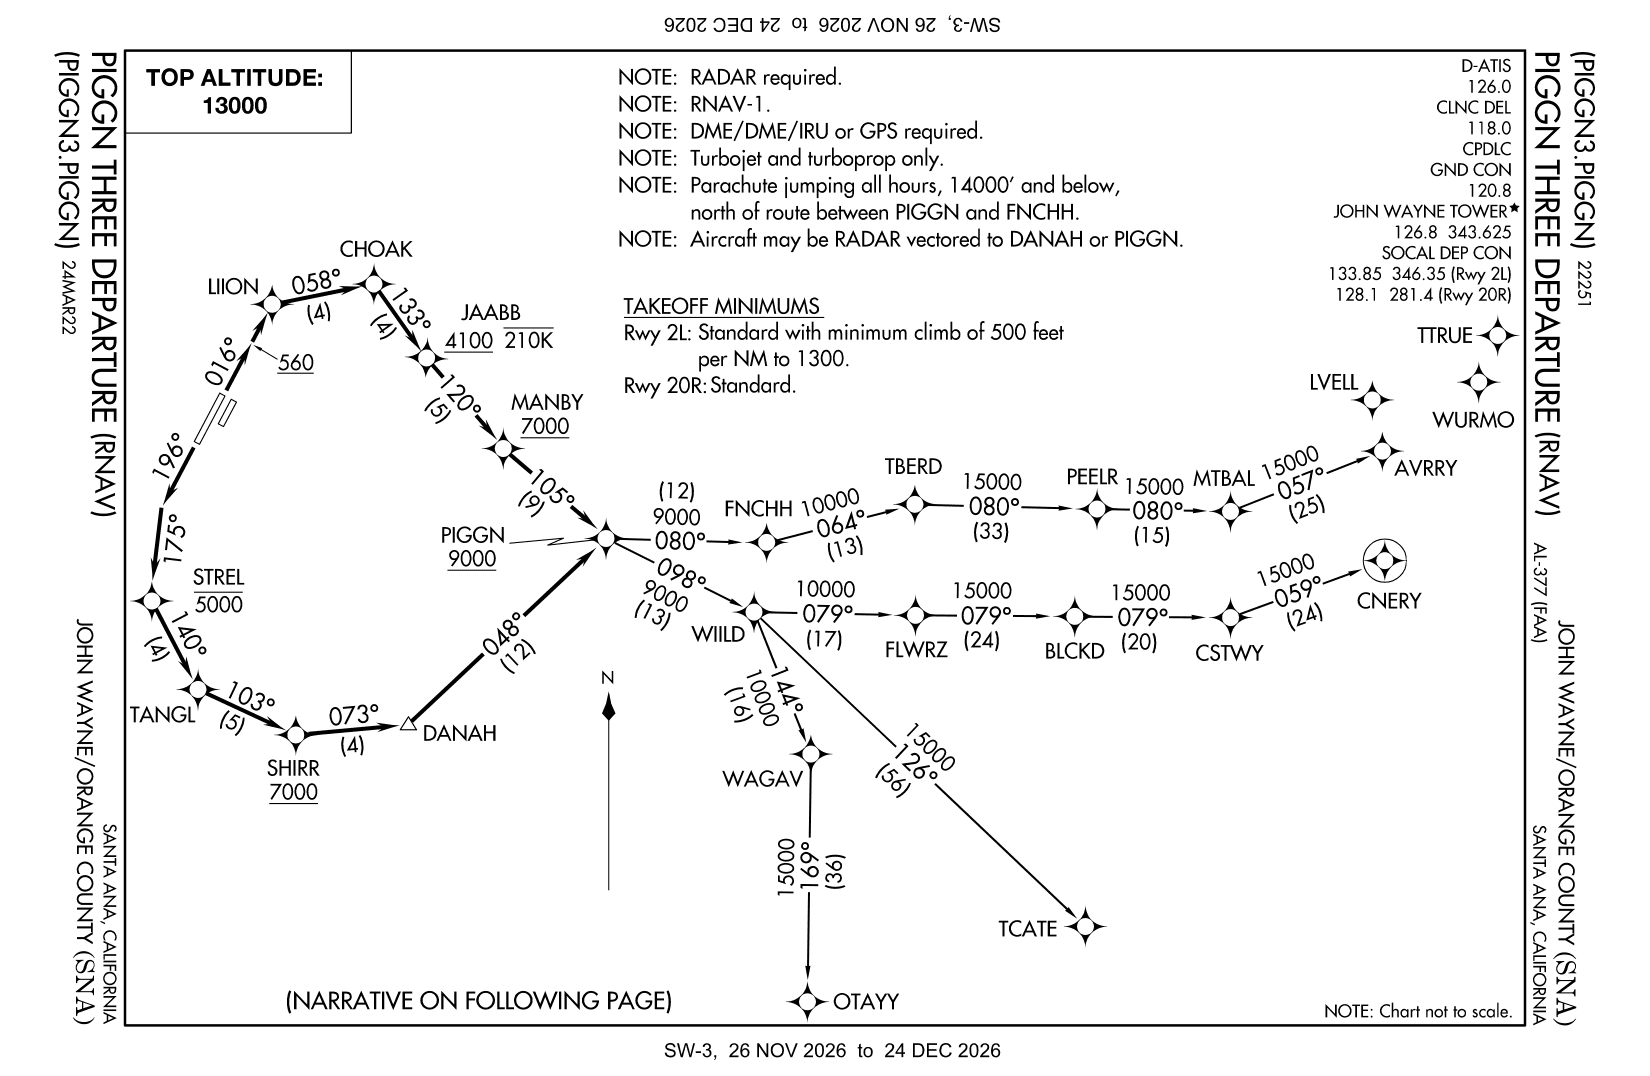 SW-3, 26 NOV 2026 to 24 DEC 2026
(PIGGN3.PIGGN) 24MAR22
PIGGN THREE DEPARTURE (RNAV)
JOHN WAYNE/ORANGE COUNTY (SNA)
SANTA ANA, CALIFORNIA
TOP ALTITUDE:
13000
NOTE: RADAR required.
NOTE: RNAV-1.
NOTE: DME/DME/IRU or GPS required.
NOTE: Turbojet and turboprop only.
NOTE: Parachute jumping all hours, 14000' and below,
north of route between PIGGN and FNCHH.
NOTE: Aircraft may be RADAR vectored to DANAH or PIGGN.
TAKEOFF MINIMUMS
Rwy 2L: Standard with minimum climb of 500 feet
per NM to 1300.
Rwy 20R: Standard.
D-ATIS
126.0
CLNC DEL
118.0
CPDLC
GND CON
120.8
JOHN WAYNE TOWER★
126.8 343.625
SOCAL DEP CON
133.85 346.35 (Rwy 2L)
128.1 281.4 (Rwy 20R)
CHOAK
LIION
058°
(4)
133°
(4)
JAABB
4100 210K
016°
560
120°
(5)
MANBY
7000
196°
105°
(9)
175°
PIGGN
9000
STREL
5000
140°
(4)
TANGL
103°
(5)
SHIRR
7000
073°
(4)
DANAH
048°
(12)
(12)
9000
080°
FNCHH
10000
064°
(13)
TBERD
15000
080°
(33)
PEELR
15000
080°
(15)
MTBAL
15000
057°
(25)
AVRRY
LVELL
TTRUE
WURMO
098°
9000
(13)
WIILD
10000
079°
(17)
FLWRZ
15000
079°
(24)
BLCKD
15000
079°
(20)
CSTWY
15000
059°
(24)
CNERY
144°
10000
(16)
WAGAV
15000
169°
(36)
OTAYY
15000
126°
(56)
TCATE
N
(NARRATIVE ON FOLLOWING PAGE)
NOTE: Chart not to scale.
(PIGGN3.PIGGN) 22251
PIGGN THREE DEPARTURE (RNAV)
AL-377 (FAA)
JOHN WAYNE/ORANGE COUNTY (SNA)
SANTA ANA, CALIFORNIA
SW-3, 26 NOV 2026 to 24 DEC 2026